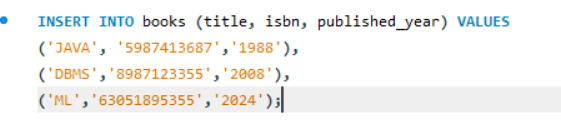 INSERT INTO books (title, isbn, published_year) VALUES
('JAVA', '5987413687','1988'),
('DBMS','8987123355','2008'),
('ML','63051895355','2024');